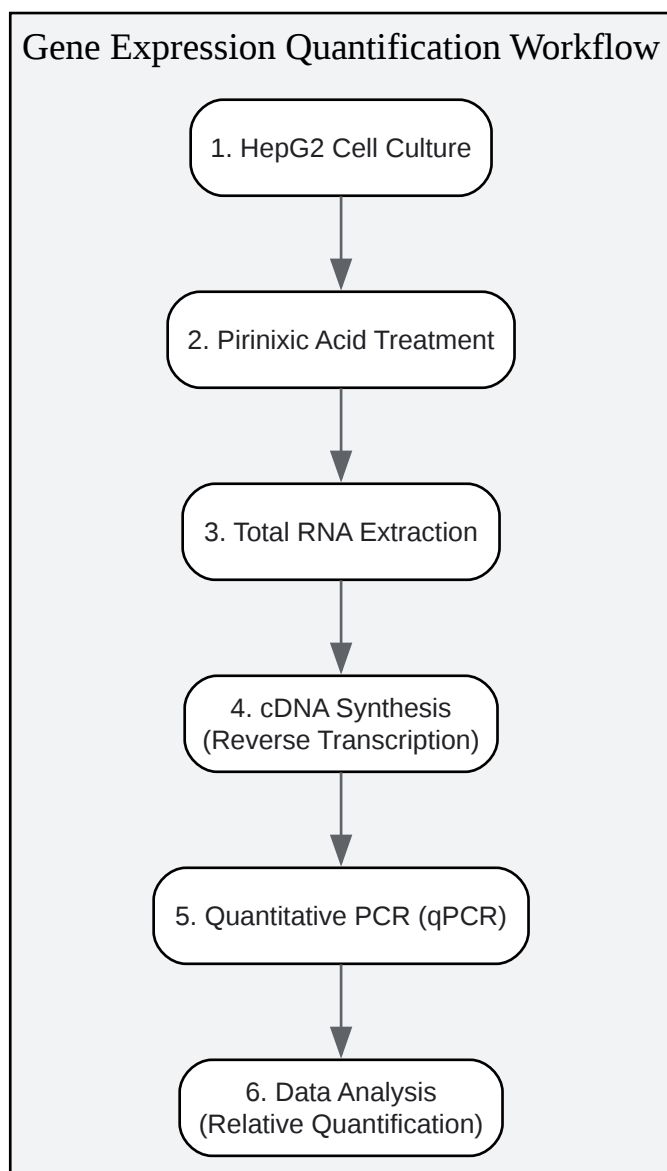 Gene Expression Quantification Workflow
1. HepG2 Cell Culture
2. Pirinixic Acid Treatment
3. Total RNA Extraction
4. cDNA Synthesis
(Reverse Transcription)
5. Quantitative PCR (qPCR)
6. Data Analysis
(Relative Quantification)